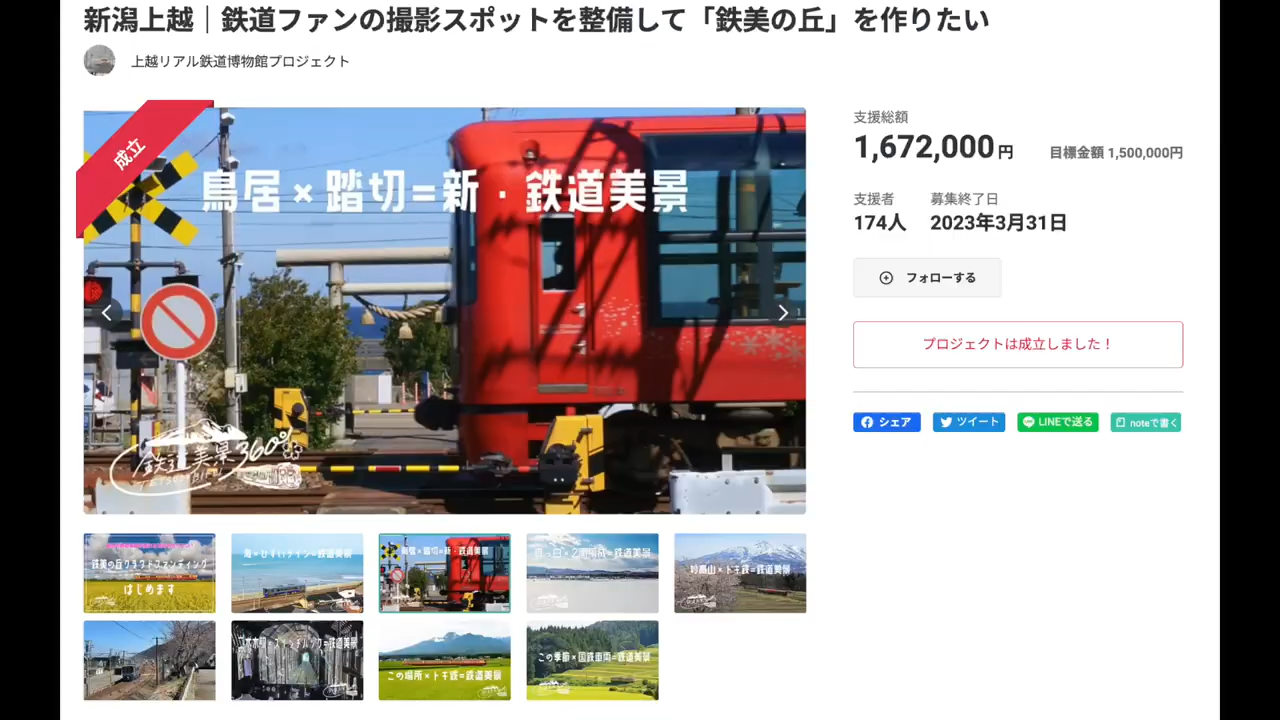 新潟上越｜鉄道ファンの撮影スポットを整備して「鉄美の丘」を作りたい
上越リアル鉄道博物館プロジェクト
成立
鳥居×踏切=新・鉄道美景
鉄道美景360°
支援総額
1,672,000円
目標金額 1,500,000円
支援者
募集終了日
174人
2023年3月31日
フォローする
プロジェクトは成立しました！
シェア
ツイート
LINEで送る
noteで書く
鉄美の丘クラウドファンディング
はじめます
鳥居×踏切=新・鉄道美景
妙高山×トキ鉄=鉄道美景
この場所×トキ鉄=鉄道美景
この季節×国鉄車両=鉄道美景